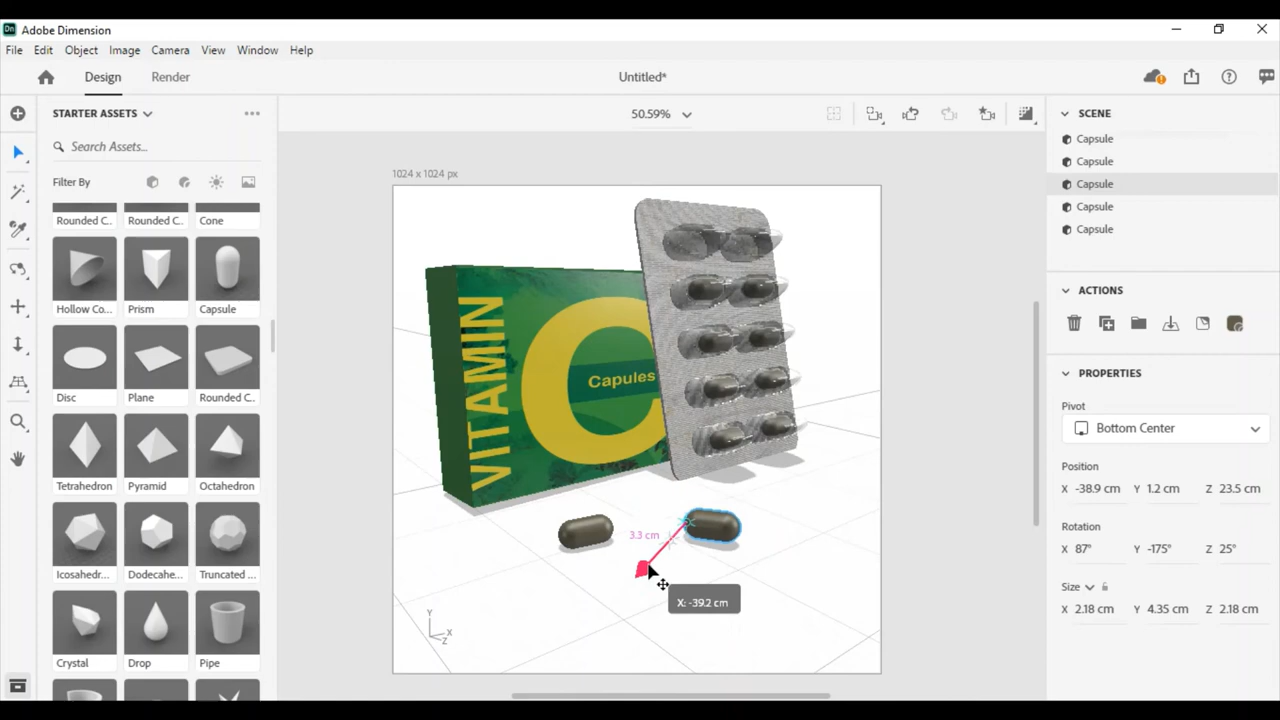 Dn Adobe Dimension
File Edit Object Image Camera View Window Help
Design Render Untitled*
STARTER ASSETS
Search Assets...
Filter By
Rounded C.. Rounded C.. Cone
Hollow Co... Prism Capsule
Disc Plane Rounded C..
Tetrahedron Pyramid Octahedron
Icosahedr... Dodecahe... Truncated ...
Crystal Drop Pipe
50.59%
1024 x 1024 px
VITAMIN
C
Capules
3.3 cm
X: -39.2 cm
Y
X
Z
SCENE
Capsule
Capsule
Capsule
Capsule
Capsule
ACTIONS
PROPERTIES
Pivot
Bottom Center
Position
X -38.9 cm Y 1.2 cm Z 23.5 cm
Rotation
X 87° Y -175° Z 25°
Size
X 2.18 cm Y 4.35 cm Z 2.18 cm